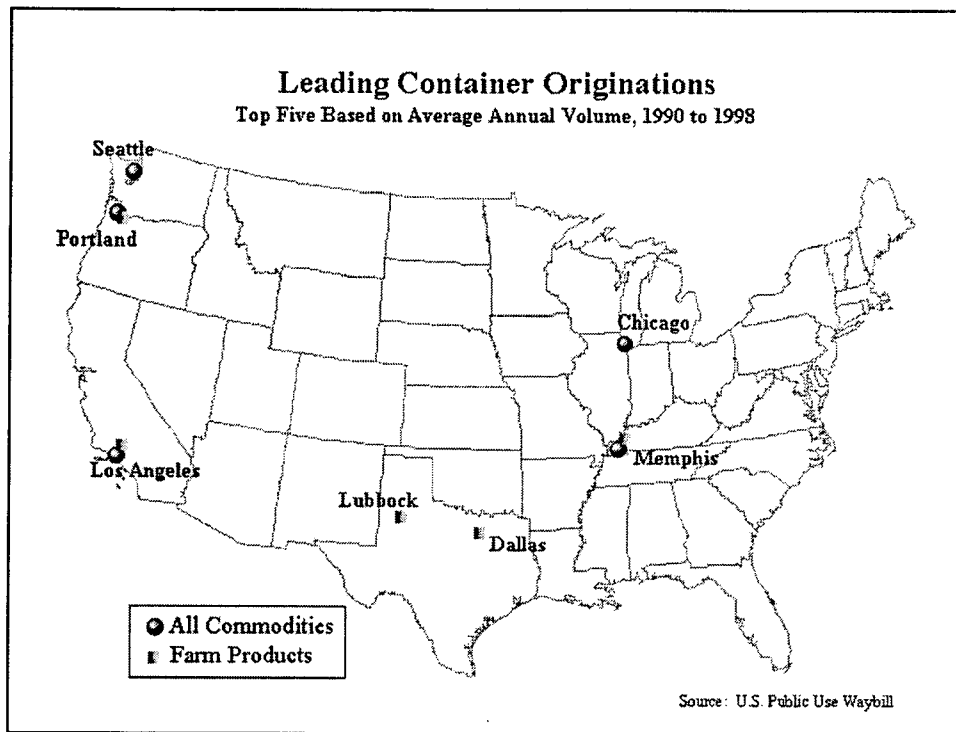 Leading Container Originations
Top Five Based on Average Annual Volume, 1990 to 1998
Seattle
Portland
Chicago
Los Angeles
Memphis
Lubbock
Dallas
All Commodities
Farm Products
Source: U.S. Public Use Waybill